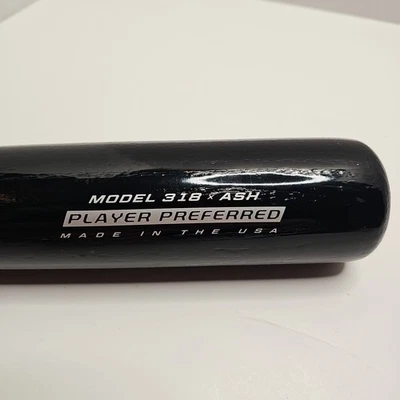 MODEL 318 x ASH
PLAYER PREFERRED
MADE IN THE USA